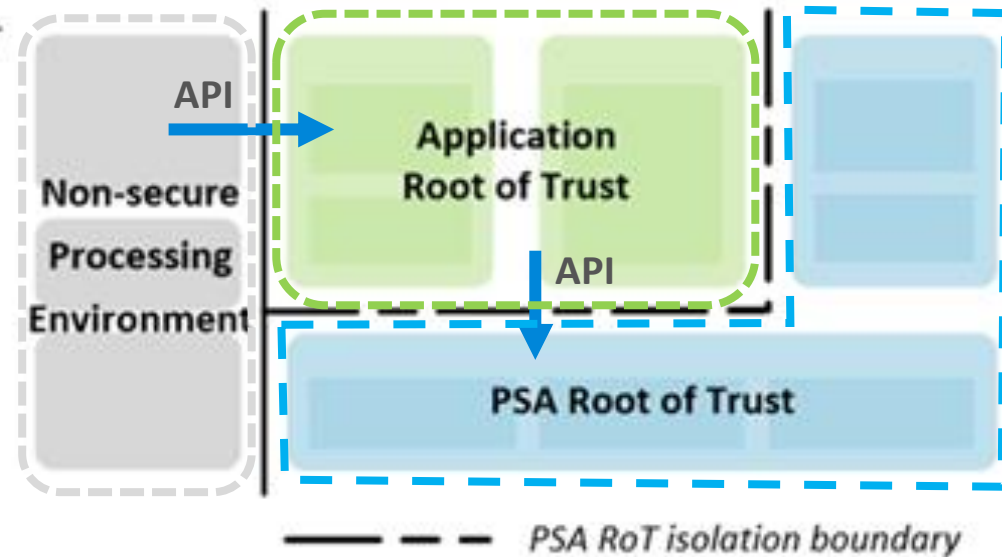 API
Non-secure
Processing
Environment
Application
Root of Trust
API
PSA Root of Trust
PSA RoT isolation boundary